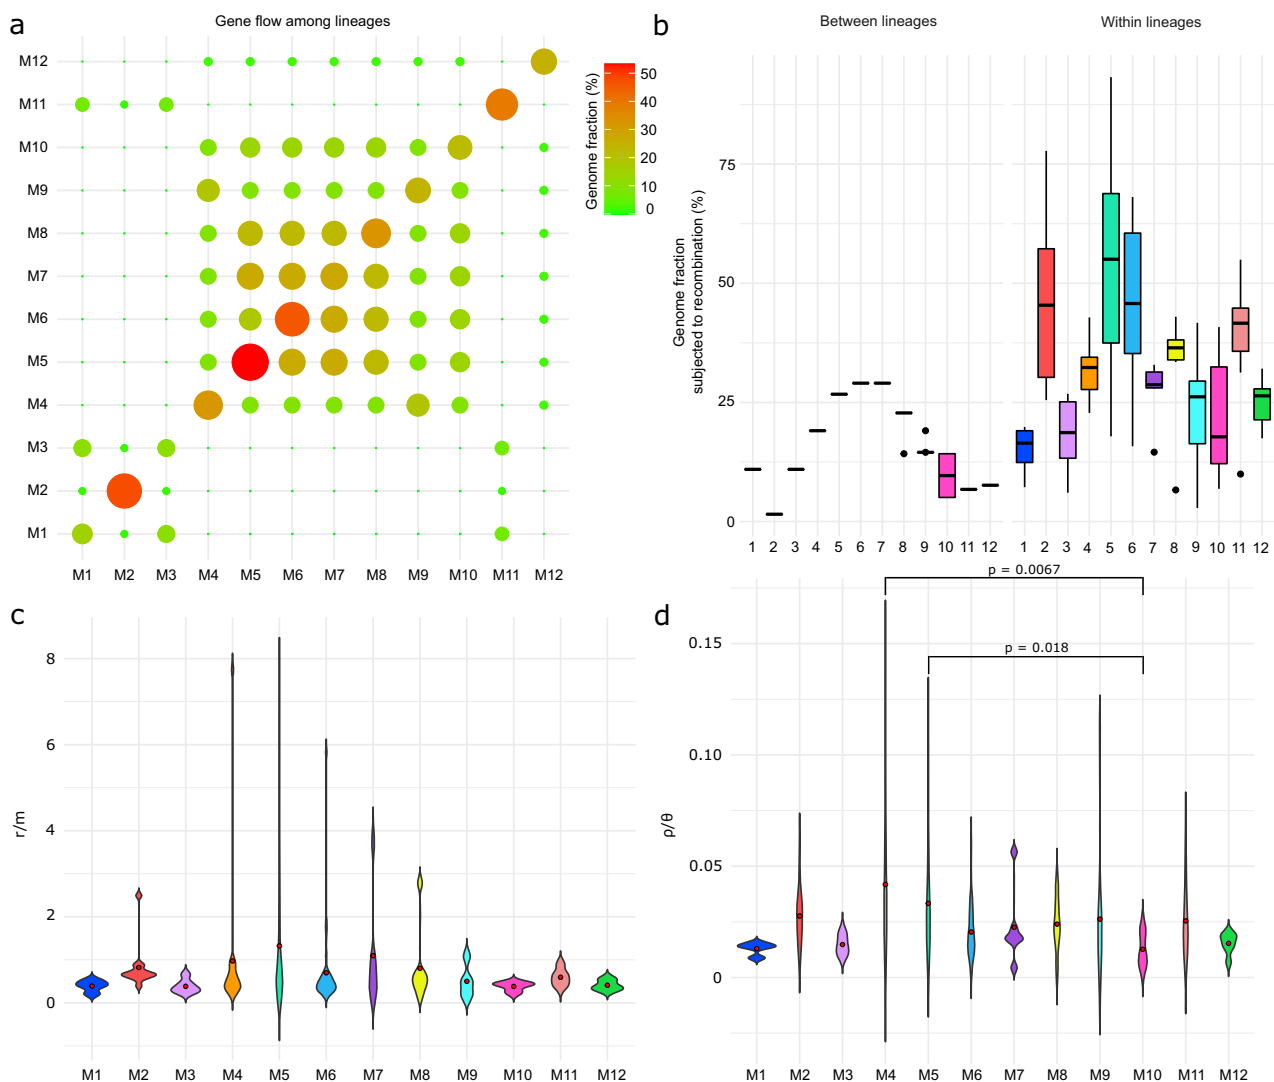 a
Gene flow among lineages
M12
M11
M10
M9
M8
M7
M6
M5
M4
M3
M2
M1
M1 M2 M3 M4 M5 M6 M7 M8 M9 M10 M11 M12
Genome fraction (%)
50
40
30
20
10
0
b
Between lineages
Within lineages
Genome fraction
subjected to recombination (%)
75
50
25
0
1 2 3 4 5 6 7 8 9 10 11 12
1 2 3 4 5 6 7 8 9 10 11 12
c
r/m
8
6
4
2
0
M1 M2 M3 M4 M5 M6 M7 M8 M9 M10 M11 M12
d
p = 0.0067
p = 0.018
ρ/θ
0.15
0.10
0.05
0
M1 M2 M3 M4 M5 M6 M7 M8 M9 M10 M11 M12